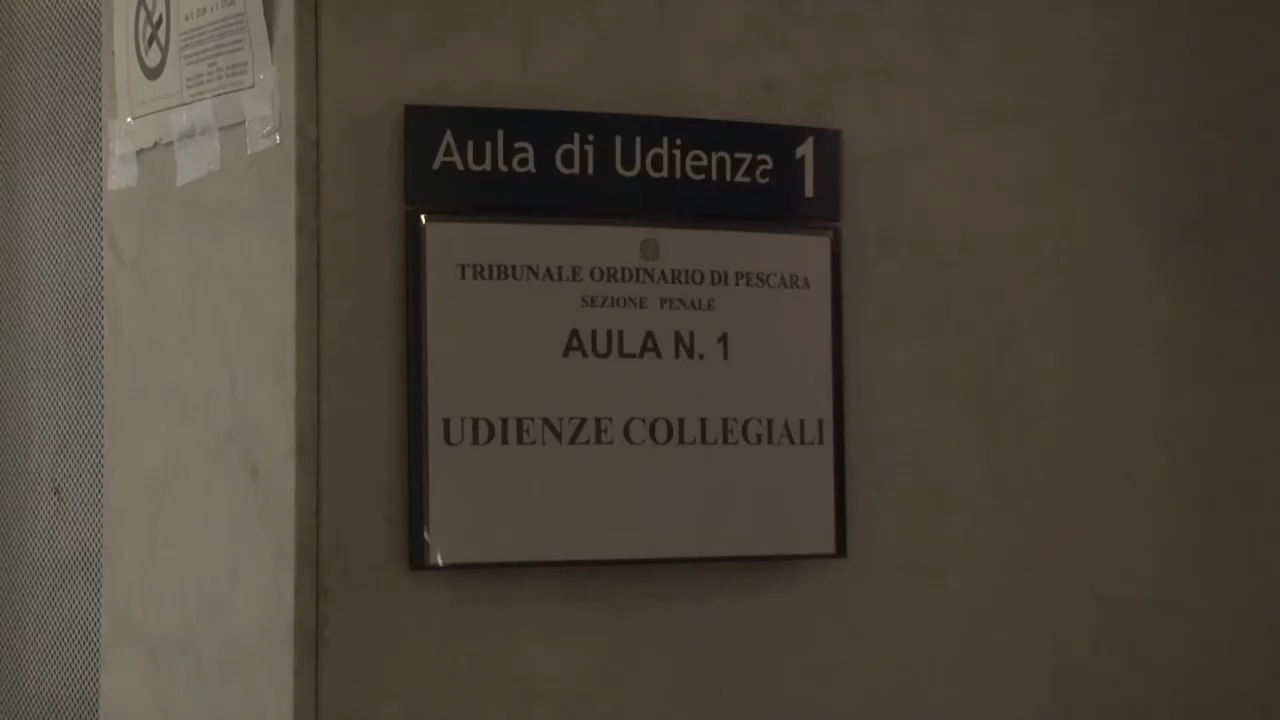 Aula di Udienza 1
TRIBUNALE ORDINARIO DI PESCARA
SEZIONE PENALE
AULA N. 1
UDIENZE COLLEGIALI